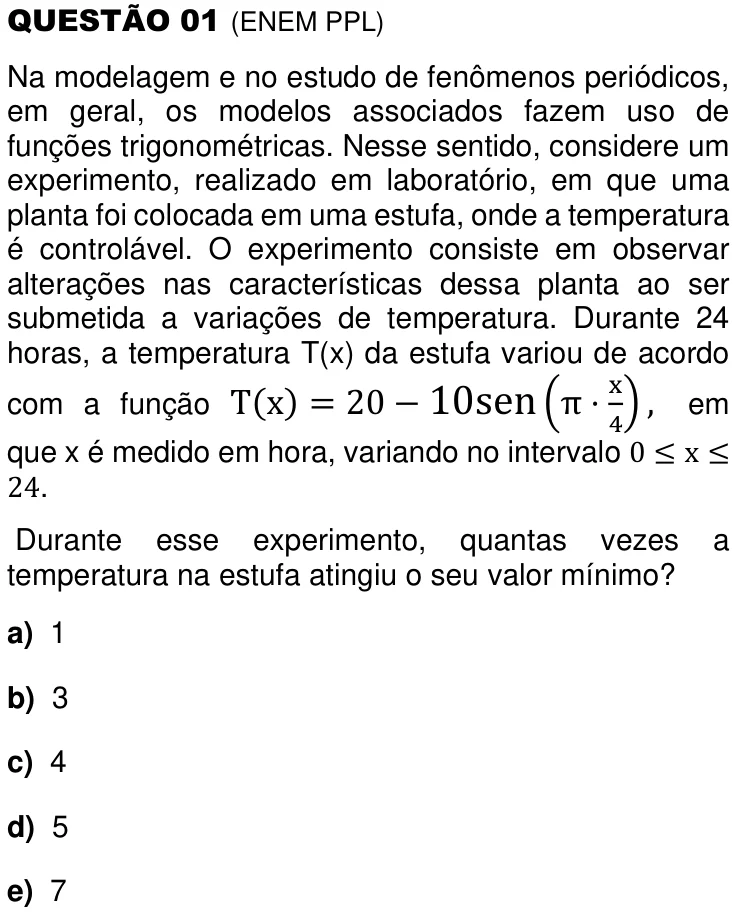 QUESTÃO 01 (ENEM PPL)
Na modelagem e no estudo de fenômenos periódicos,
em geral, os modelos associados fazem uso de
funções trigonométricas. Nesse sentido, considere um
experimento, realizado em laboratório, em que uma
planta foi colocada em uma estufa, onde a temperatura
é controlável. O experimento consiste em observar
alterações nas características dessa planta ao ser
submetida a variações de temperatura. Durante 24
horas, a temperatura T(x) da estufa variou de acordo
com a função T(x) = 20 − 10sen(π · x/4), em
que x é medido em hora, variando no intervalo 0 ≤ x ≤
24.
Durante esse experimento, quantas vezes a
temperatura na estufa atingiu o seu valor mínimo?
a) 1
b) 3
c) 4
d) 5
e) 7